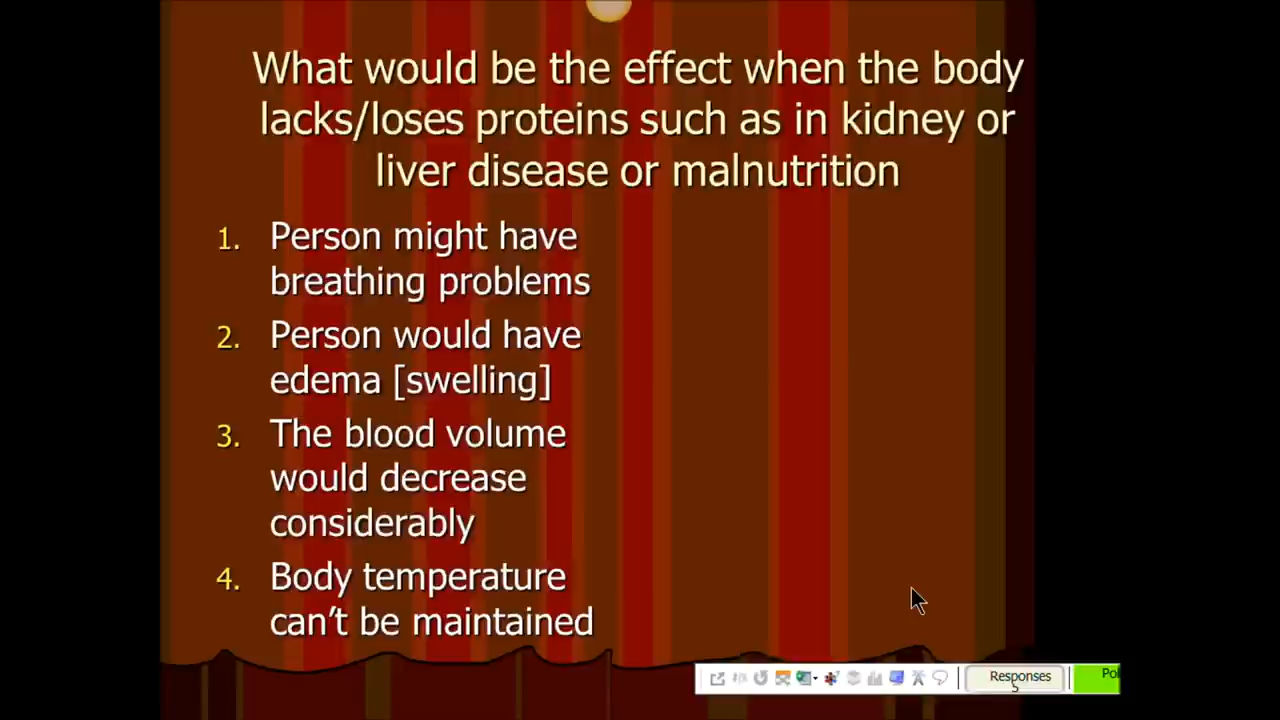 What would be the effect when the body
lacks/loses proteins such as in kidney or
liver disease or malnutrition
1. Person might have
breathing problems
2. Person would have
edema [swelling]
3. The blood volume
would decrease
considerably
4. Body temperature
can't be maintained
Responses
5